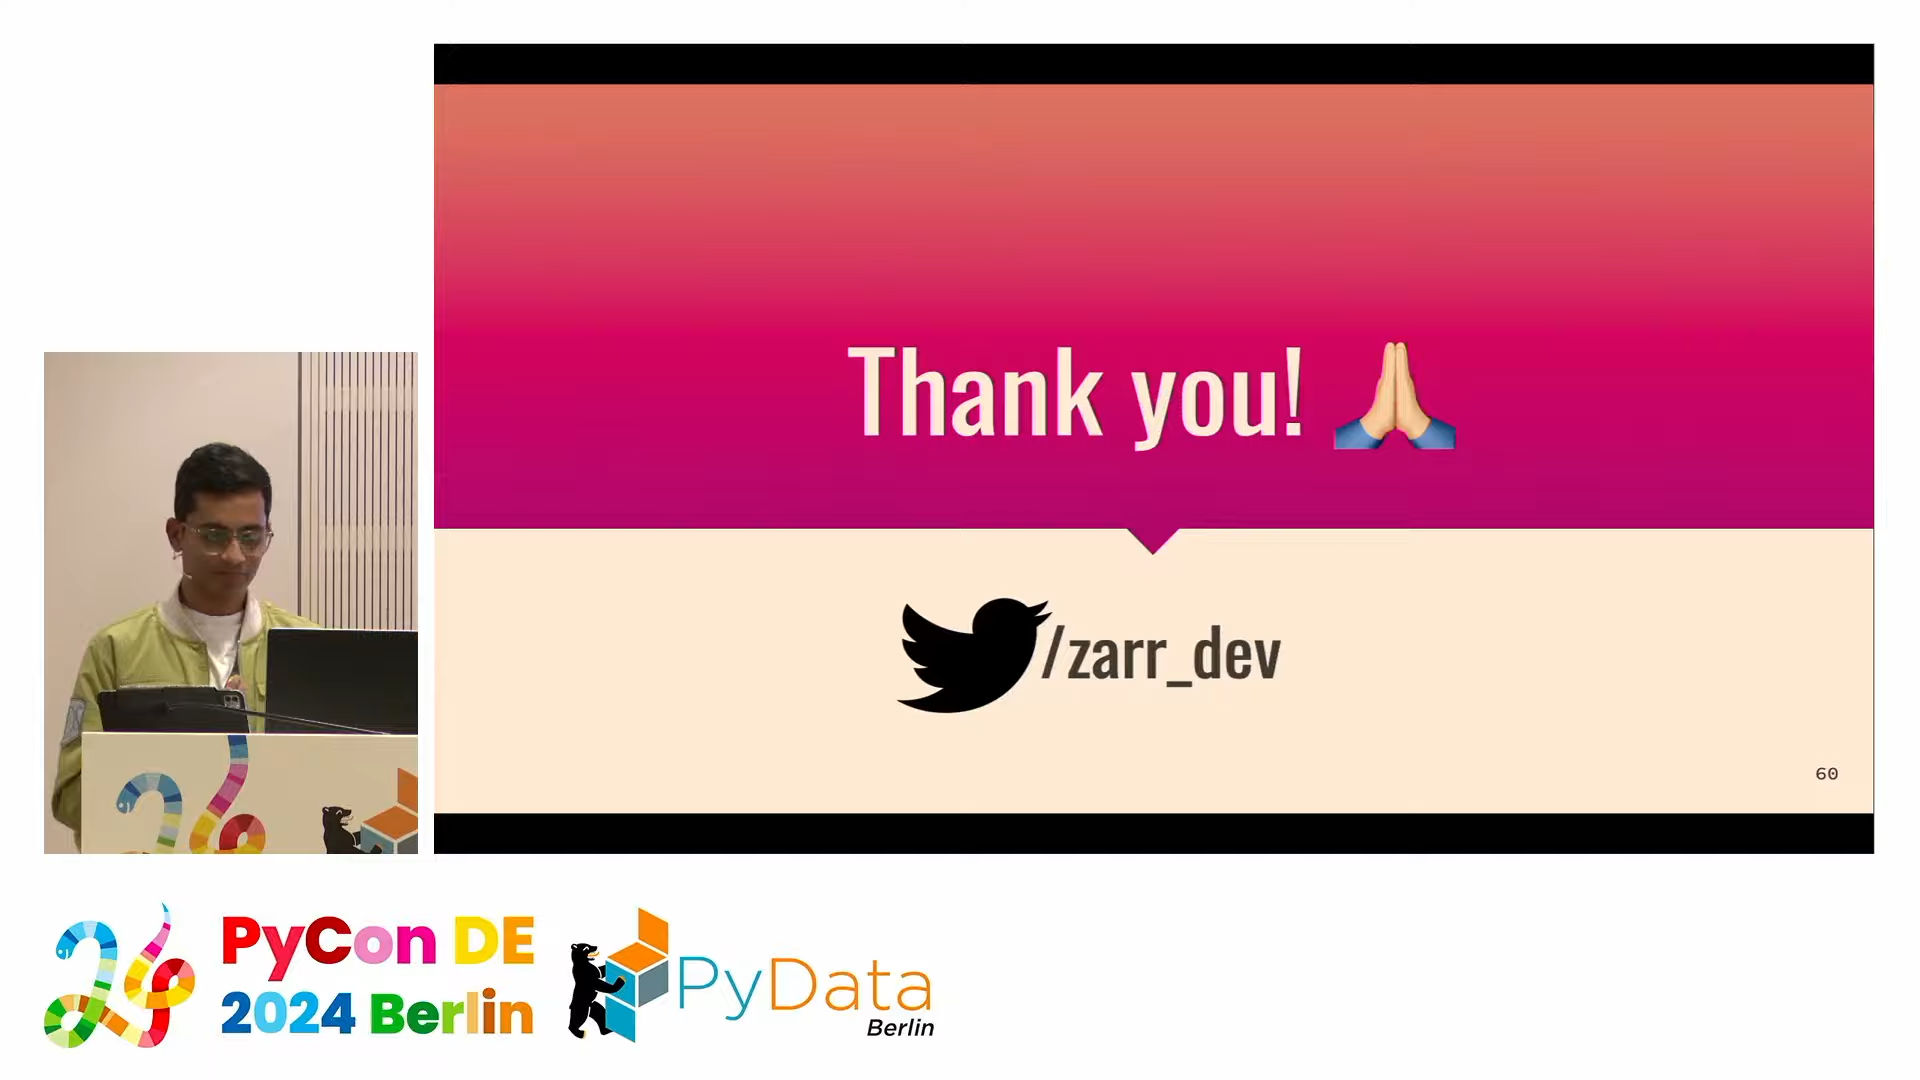 Thank you! 🙏🏼
/zarr_dev
60
PyCon DE
2024 Berlin
PyData
Berlin